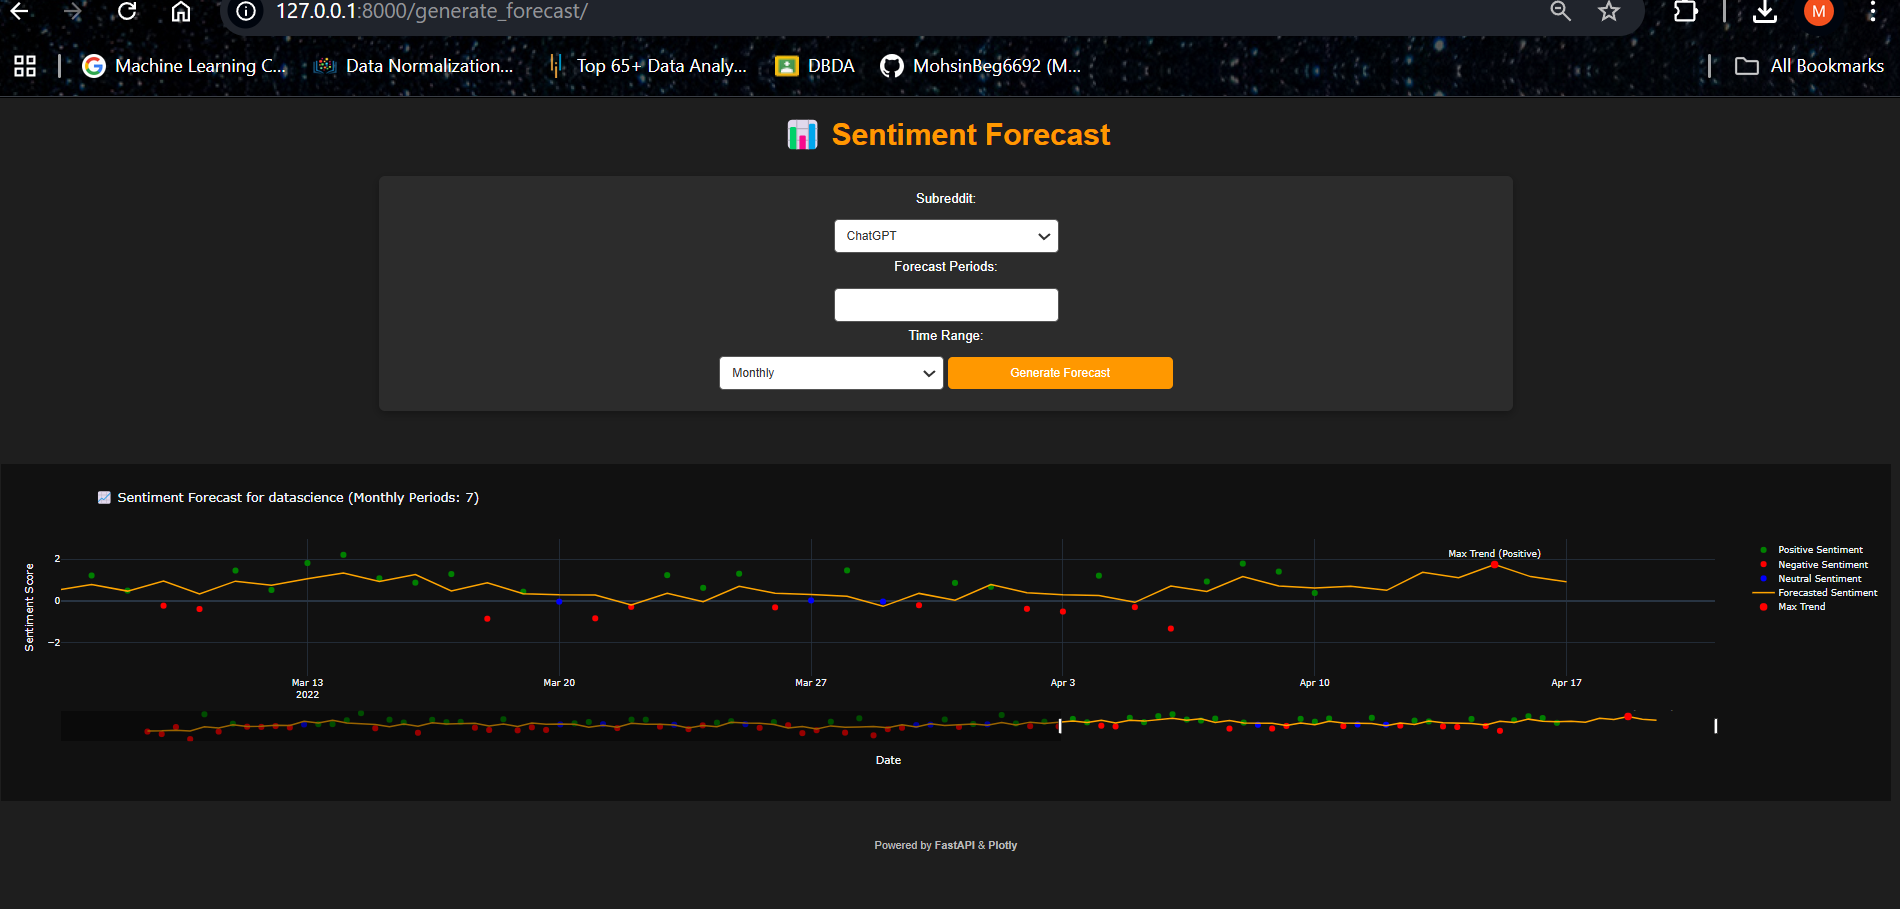 127.0.0.1:8000/generate_forecast/
M
Machine Learning C...
Data Normalization...
Top 65+ Data Analy...
DBDA
MohsinBeg6692 (M...
All Bookmarks
Sentiment Forecast
Subreddit:
ChatGPT
Forecast Periods:
Time Range:
Monthly
Generate Forecast
Sentiment Forecast for datascience (Monthly Periods: 7)
Sentiment Score
2
0
−2
Max Trend (Positive)
Positive Sentiment
Negative Sentiment
Neutral Sentiment
Forecasted Sentiment
Max Trend
Mar 13
2022
Mar 20
Mar 27
Apr 3
Apr 10
Apr 17
Date
Powered by FastAPI & Plotly